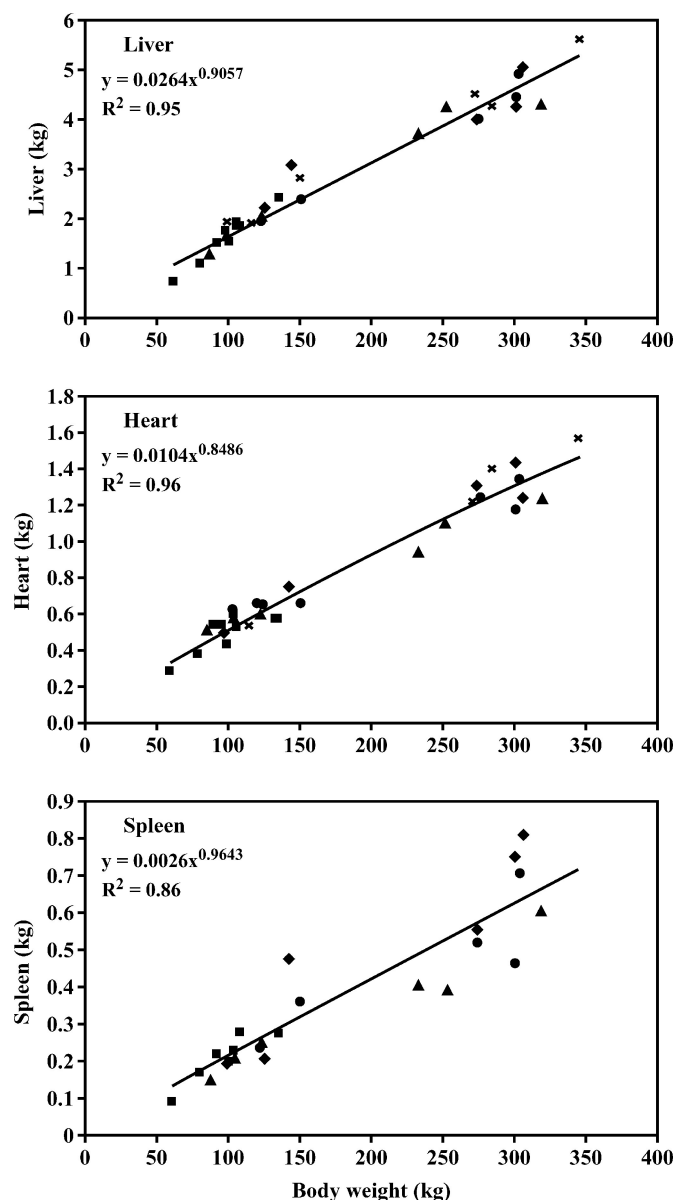 6
Liver
y = 0.0264x^0.9057
5
R^2 = 0.95
4
Liver (kg)
3
2
1
0
0 50 100 150 200 250 300 350 400
1.8
Heart
1.6
y = 0.0104x^0.8486
1.4
R^2 = 0.96
1.2
Heart (kg)
1.0
0.8
0.6
0.4
0.2
0.0
0 50 100 150 200 250 300 350 400
0.9
Spleen
0.8
y = 0.0026x^0.9643
0.7
R^2 = 0.86
0.6
Spleen (kg)
0.5
0.4
0.3
0.2
0.1
0
0 50 100 150 200 250 300 350 400
Body weight (kg)